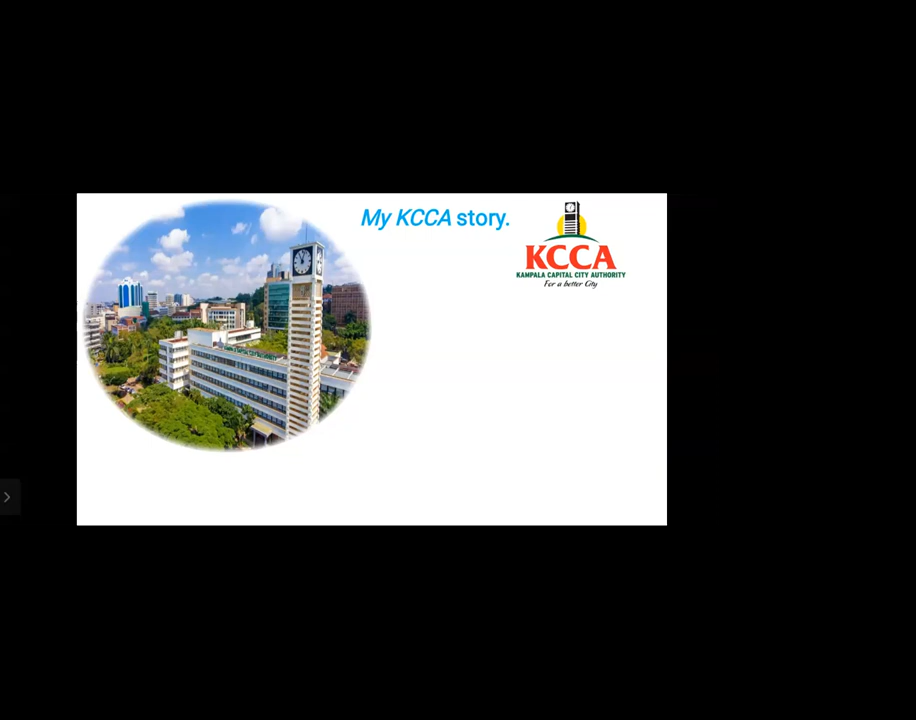 My KCCA story.
KCCA
KAMPALA CAPITAL CITY AUTHORITY
For a better City